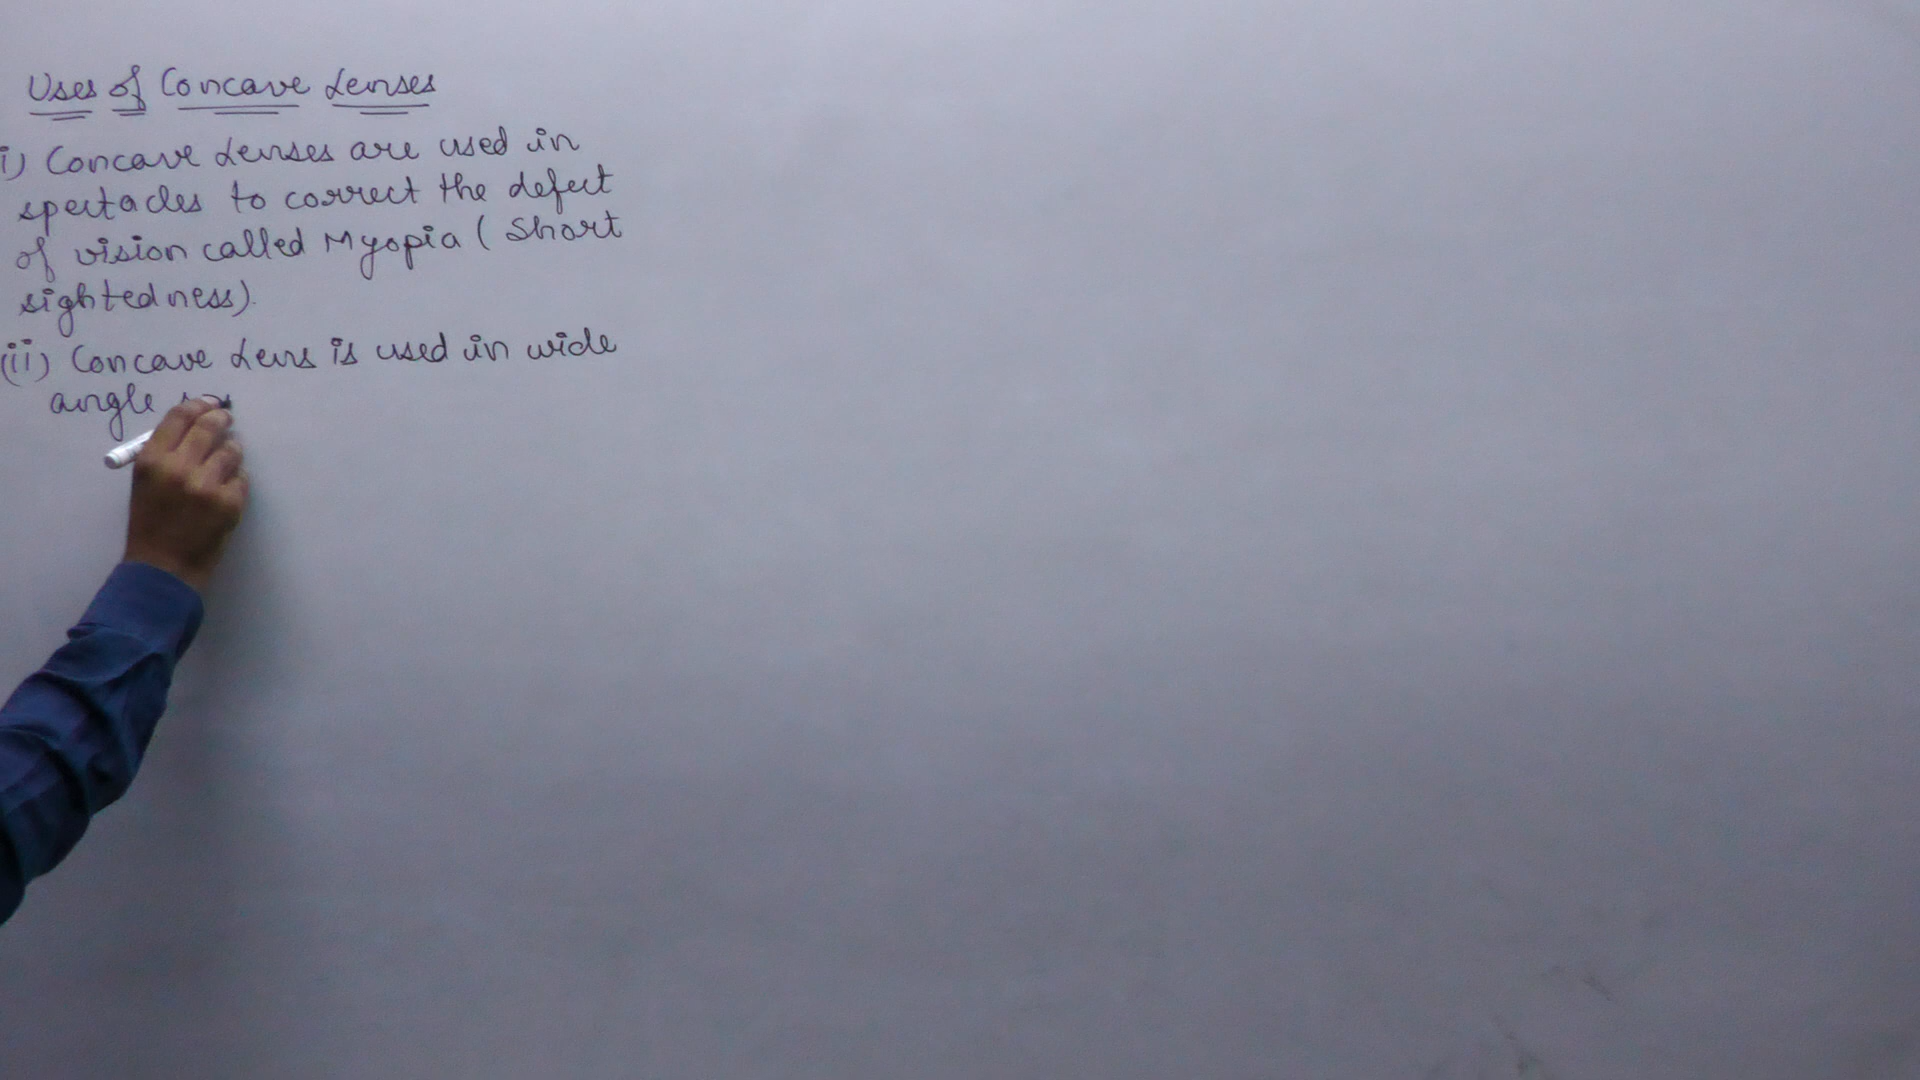 Uses of Concave Lenses
i) Concave Lenses are used in
spectacles to correct the defect
of vision called Myopia (Short
sightedness).
(ii) Concave Lens is used in wide
angle